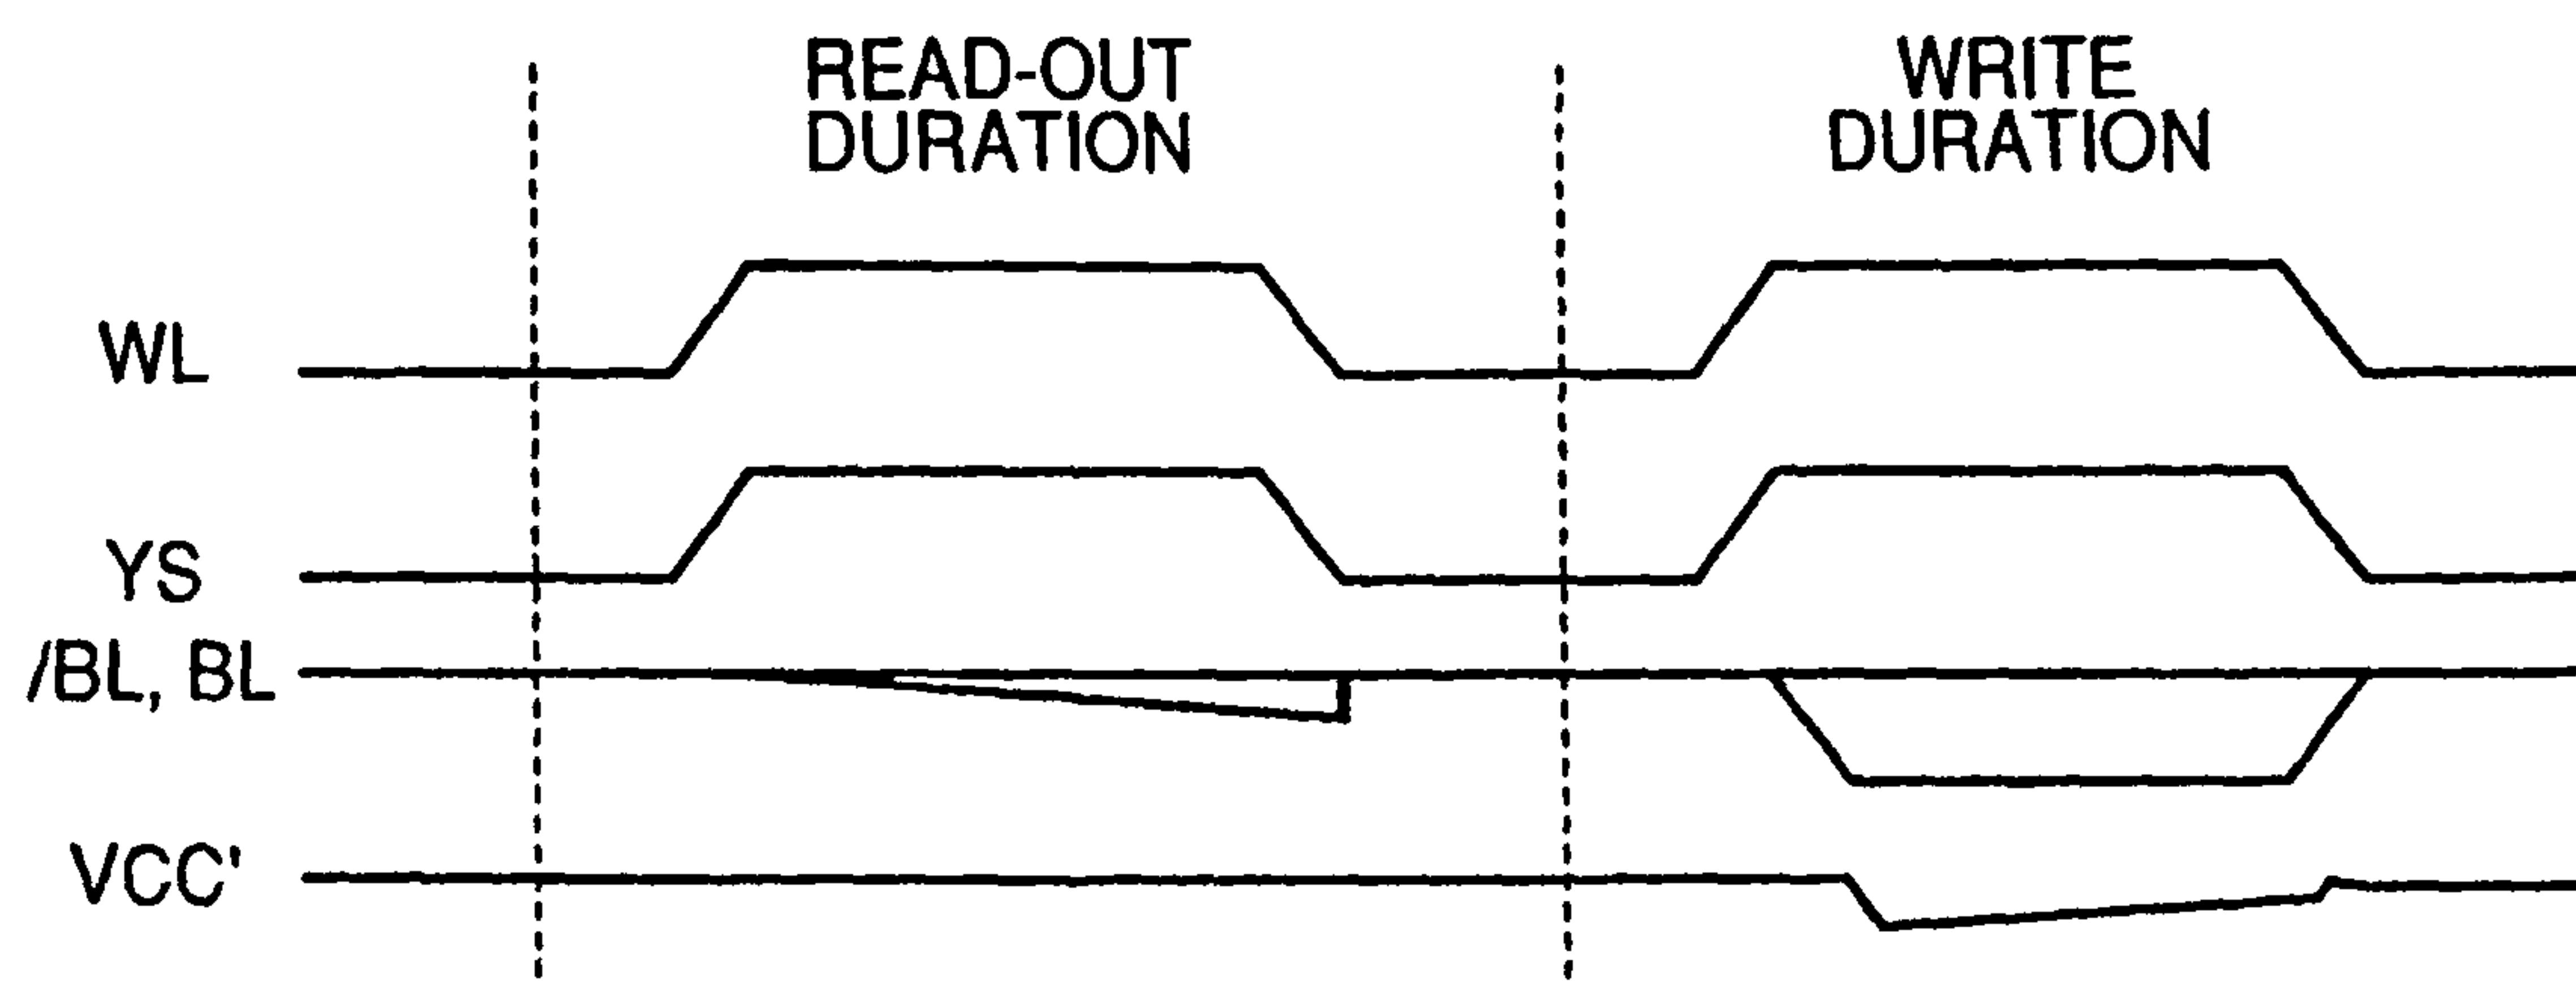 READ-OUT
DURATION
WRITE
DURATION
WL
YS
/BL, BL
VCC'